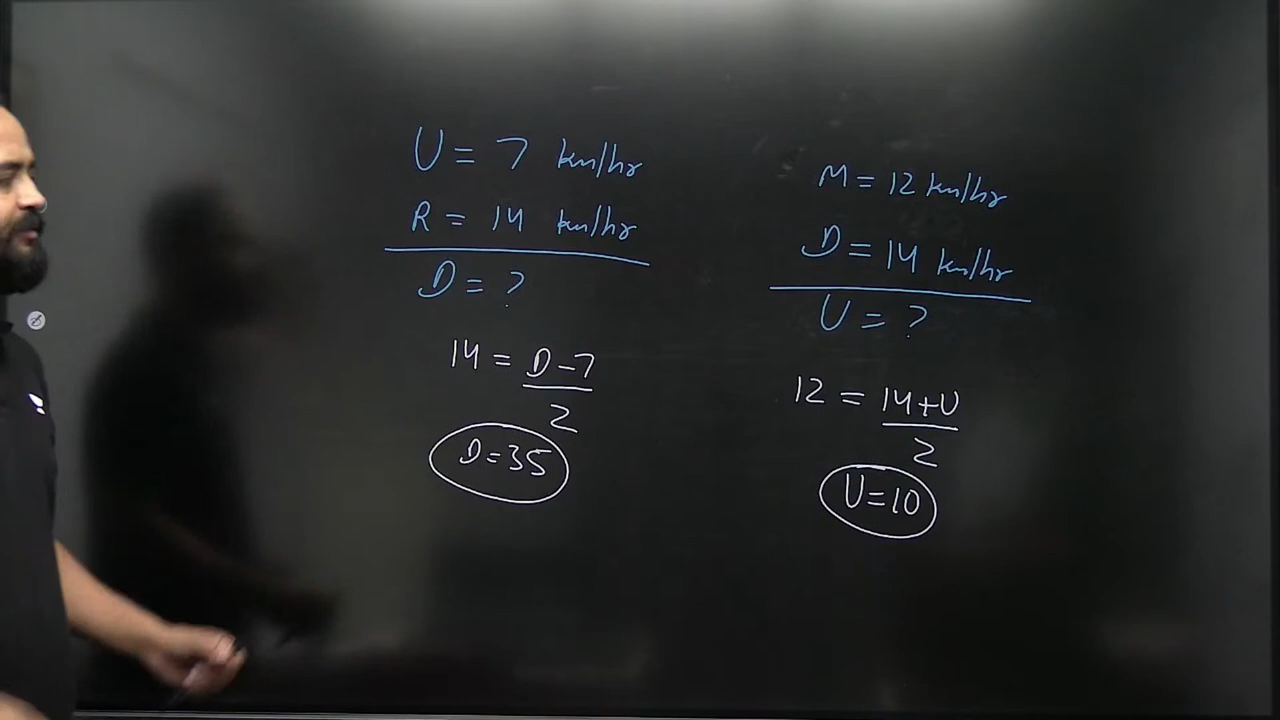 U = 7 km/hr
R = 14 km/hr
D = ?
14 = D-7
2
D=35
M = 12 km/hr
D = 14 km/hr
U = ?
12 = 14+U
2
U=10